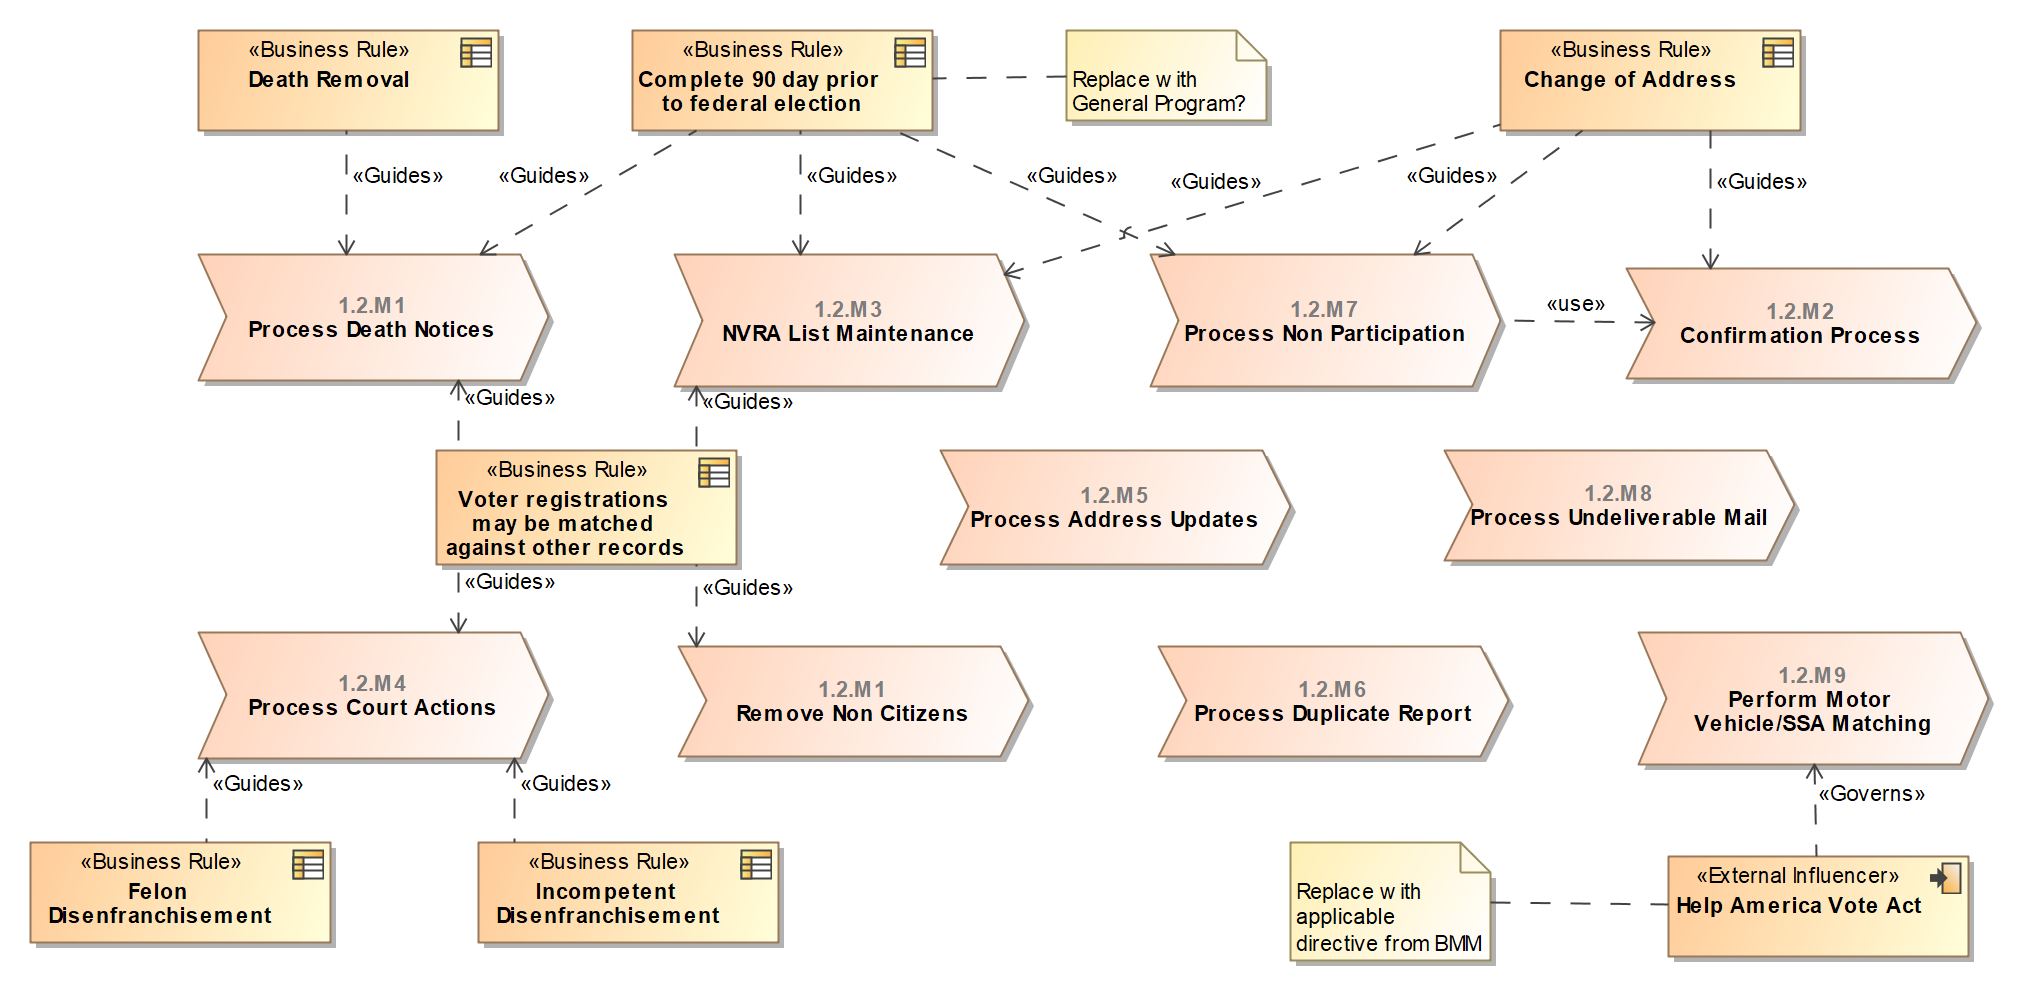 «Business Rule»
Death Removal
«Business Rule»
Complete 90 day prior
to federal election
Replace with
General Program?
«Business Rule»
Change of Address
«Guides»
«Guides»
«Guides»
«Guides»
«Guides»
«Guides»
«Guides»
1.2.M1
Process Death Notices
1.2.M3
NVRA List Maintenance
1.2.M7
Process Non Participation
«use»
1.2.M2
Confirmation Process
«Guides»
«Guides»
«Business Rule»
Voter registrations
may be matched
against other records
1.2.M5
Process Address Updates
1.2.M8
Process Undeliverable Mail
«Guides»
«Guides»
1.2.M4
Process Court Actions
1.2.M1
Remove Non Citizens
1.2.M6
Process Duplicate Report
1.2.M9
Perform Motor
Vehicle/SSA Matching
«Guides»
«Guides»
«Governs»
«Business Rule»
Felon
Disenfranchisement
«Business Rule»
Incompetent
Disenfranchisement
Replace with
applicable
directive from BMM
«External Influencer»
Help America Vote Act